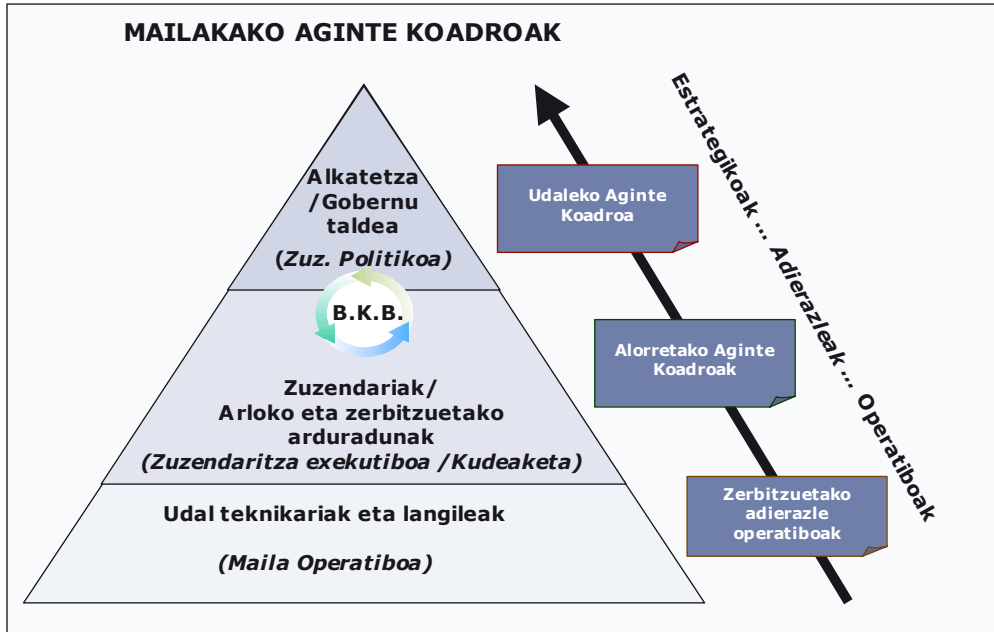 MAILAKAKO AGINTE KOADROAK
Alkatetza
/Gobernu
taldea
(Zuz. Politikoa)
B.K.B.
Zuzendariak/
Arloko eta zerbitzuetako
arduradunak
(Zuzendaritza exekutiboa /Kudeaketa)
Udal teknikariak eta langileak
(Maila Operatiboa)
Udaleko Aginte
Koadroa
Alorretako Aginte
Koadroak
Zerbitzuetako
adierazle
operatiboak
Estrategikoak ... Adierazleak ... Operatiboak